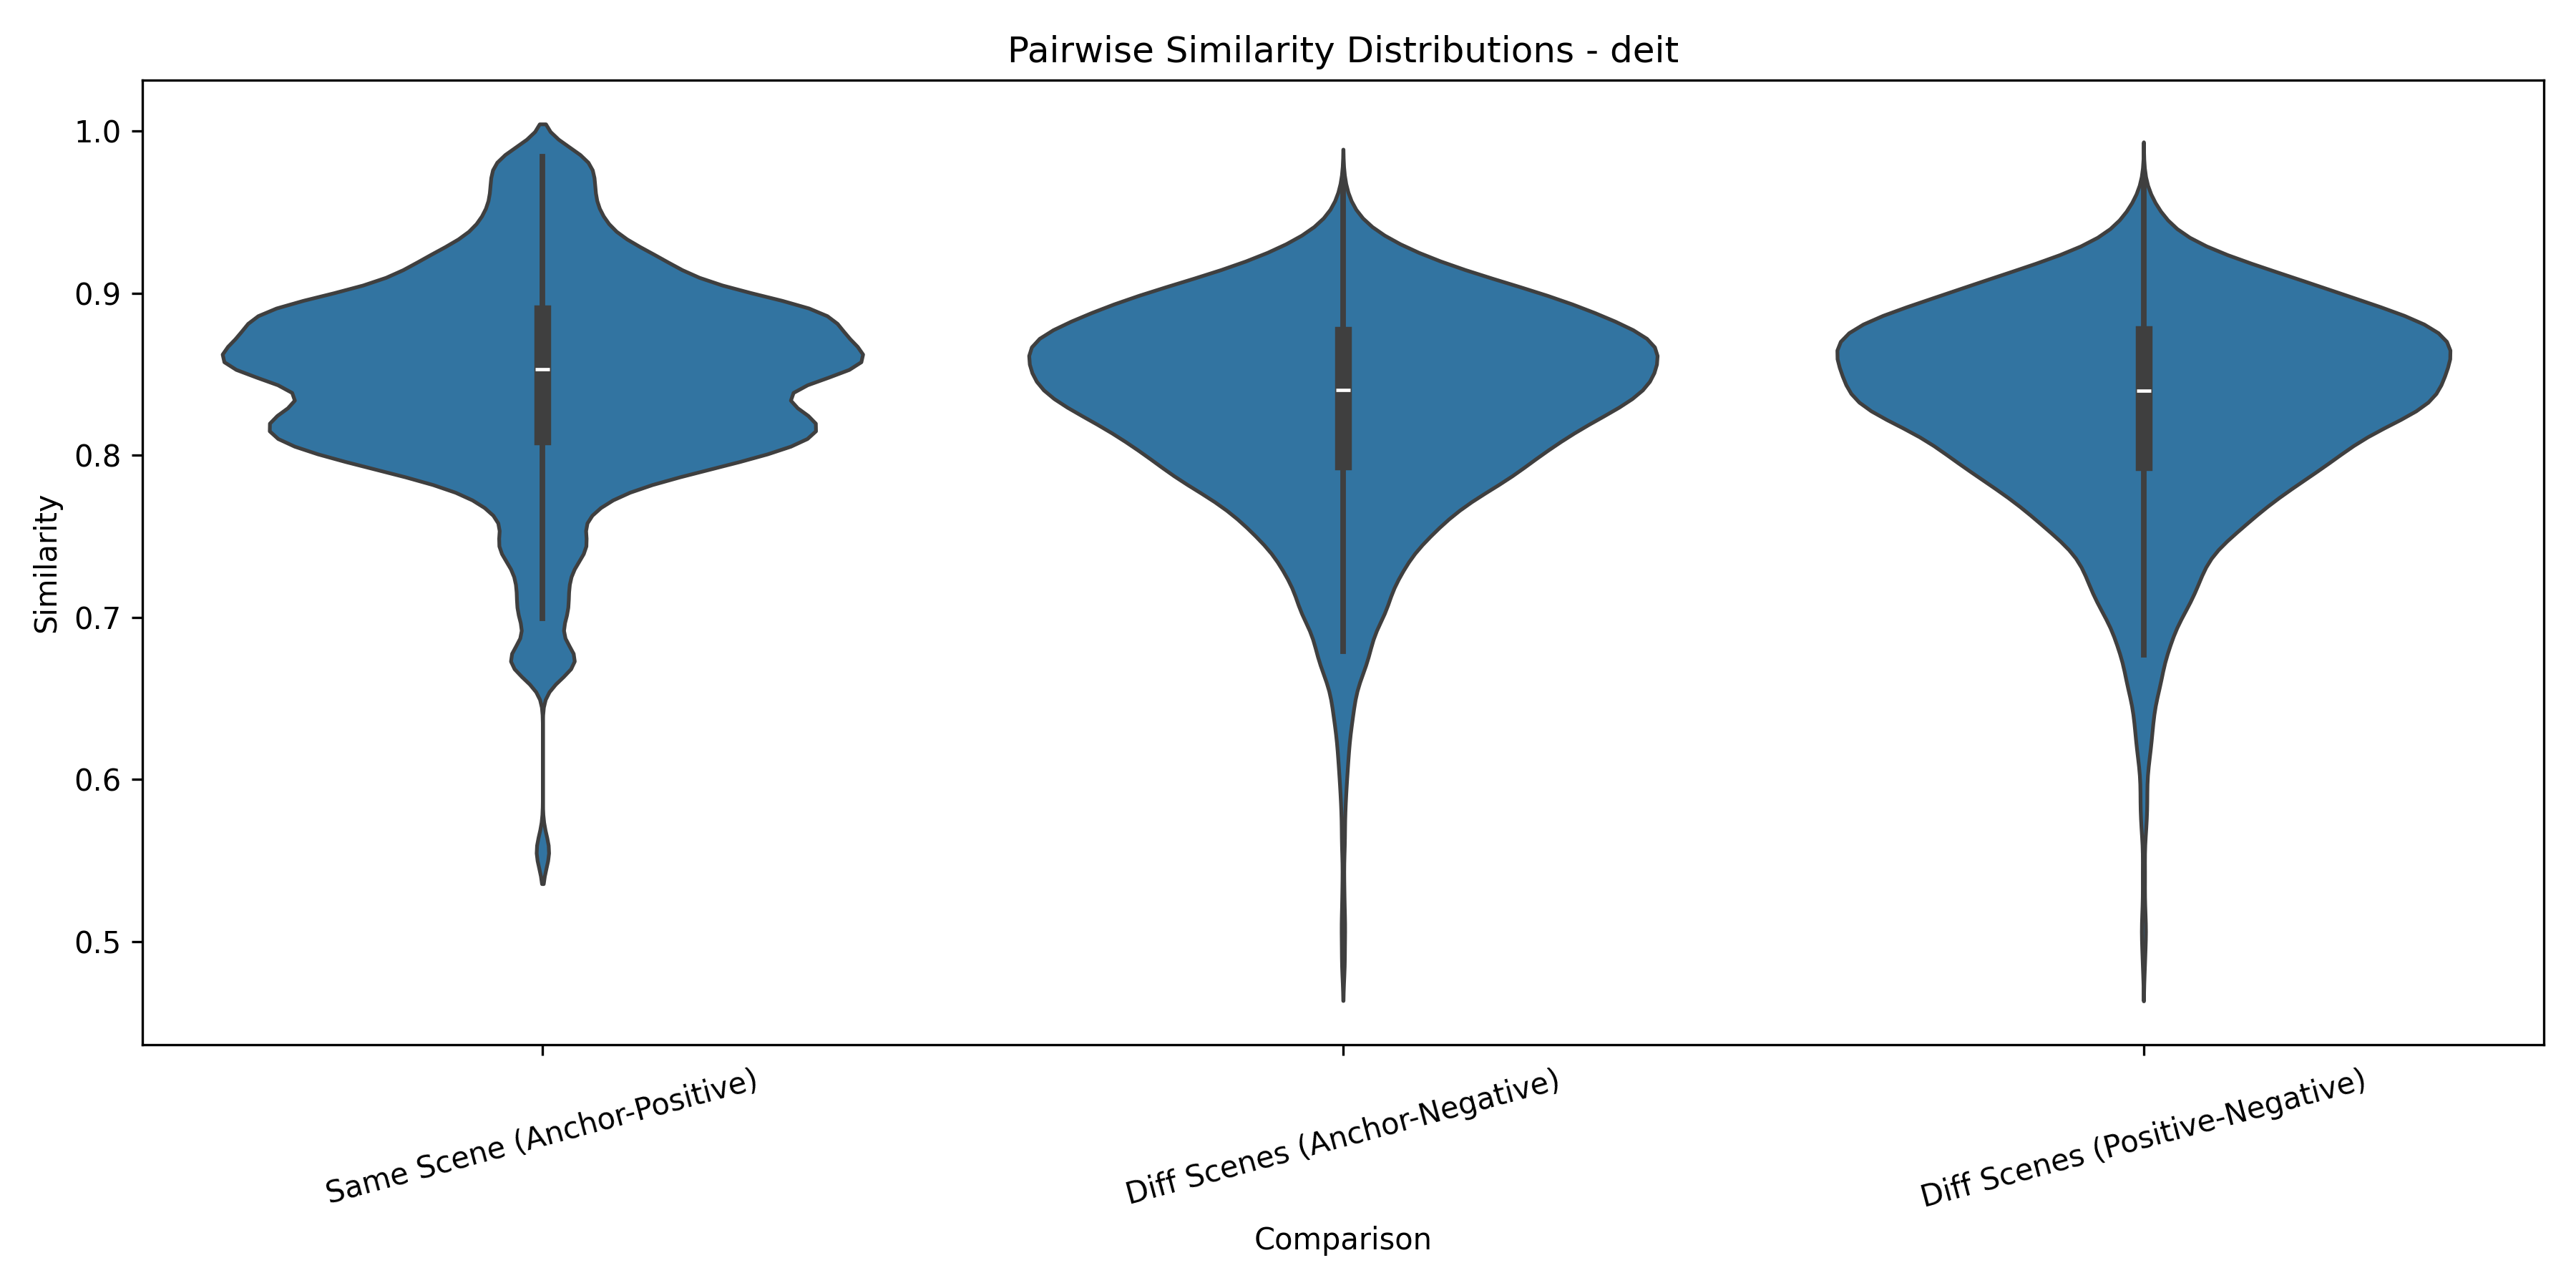 Pairwise Similarity Distributions - deit
1.0
0.9
0.8
0.7
0.6
0.5
Similarity
Same Scene (Anchor-Positive)
Diff Scenes (Anchor-Negative)
Diff Scenes (Positive-Negative)
Comparison